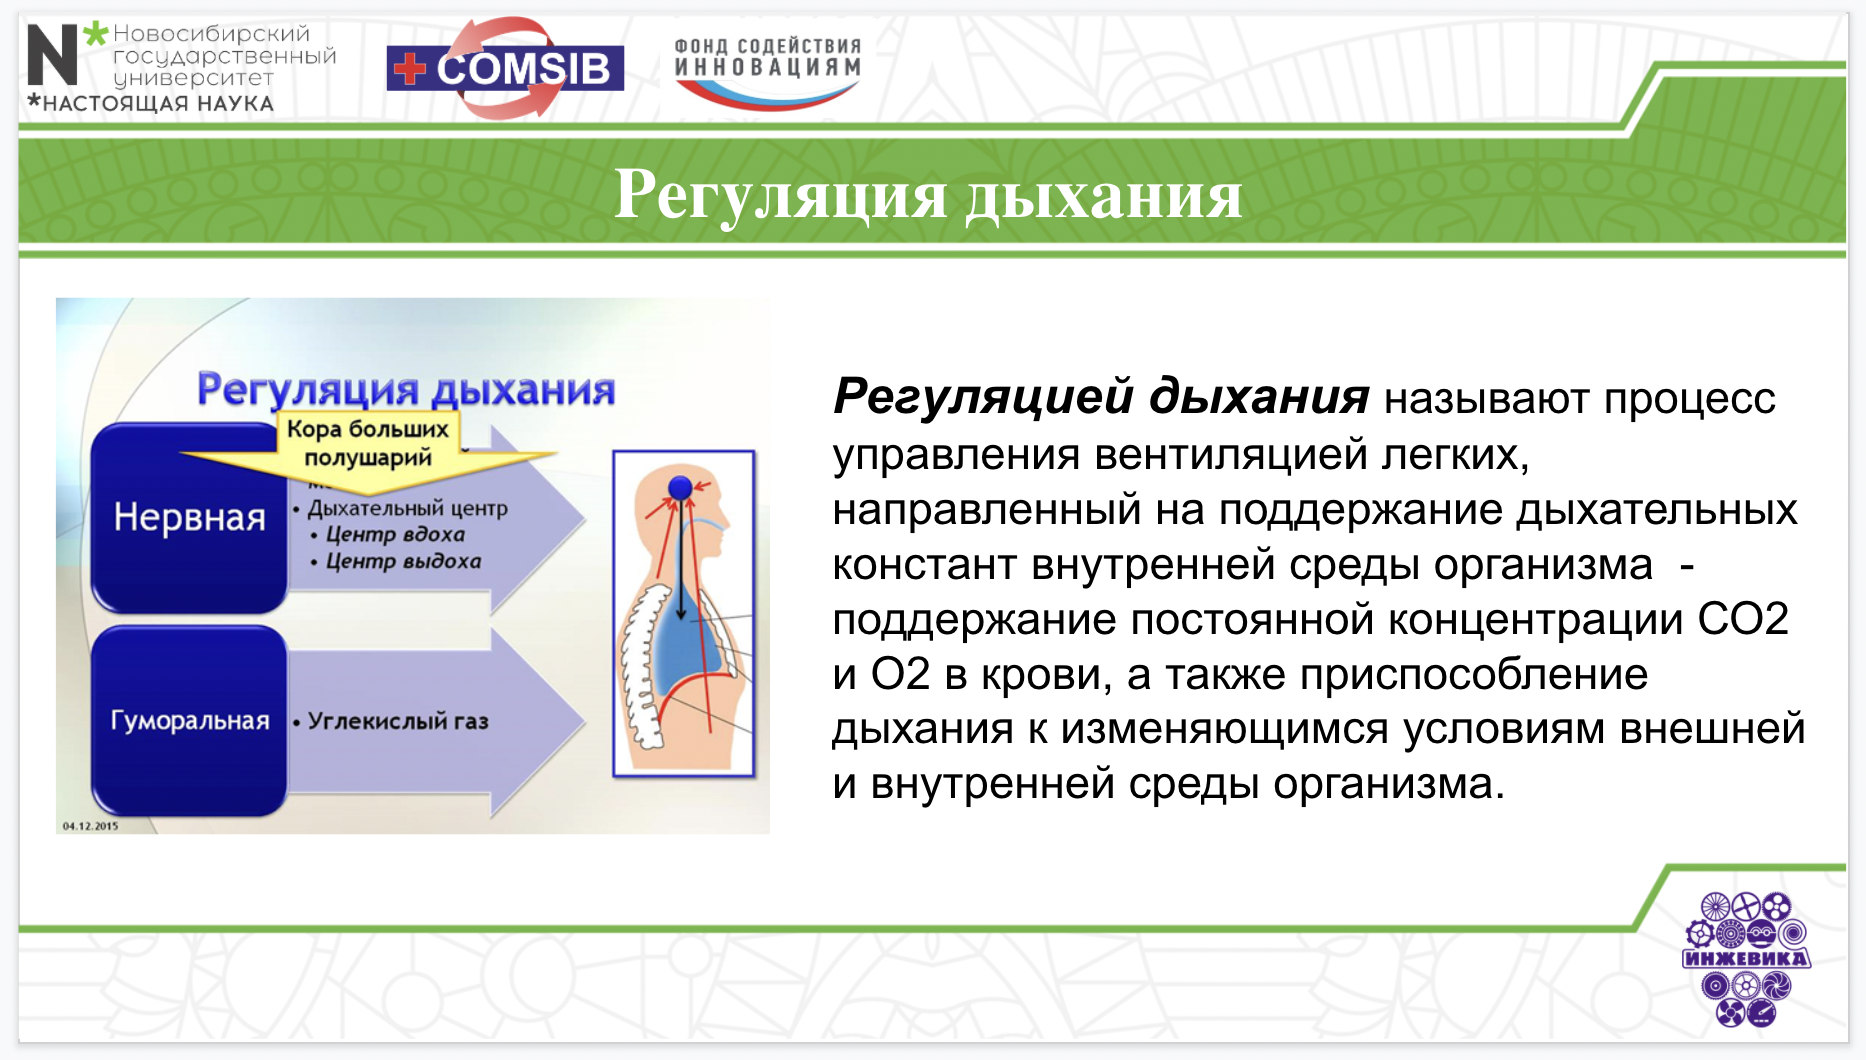 Новосибирский
государственный
университет
*НАСТОЯЩАЯ НАУКА
COMSIB
ФОНД СОДЕЙСТВИЯ
ИННОВАЦИЯМ
Регуляция дыхания
Регуляция дыхания
Кора больших
полушарий
Нервная
• Дыхательный центр
• Центр вдоха
• Центр выдоха
Гуморальная
• Углекислый газ
04.12.2015
Регуляцией дыхания называют процесс
управления вентиляцией легких,
направленный на поддержание дыхательных
констант внутренней среды организма -
поддержание постоянной концентрации СО2
и О2 в крови, а также приспособление
дыхания к изменяющимся условиям внешней
и внутренней среды организма.
ИНЖЕВИКА